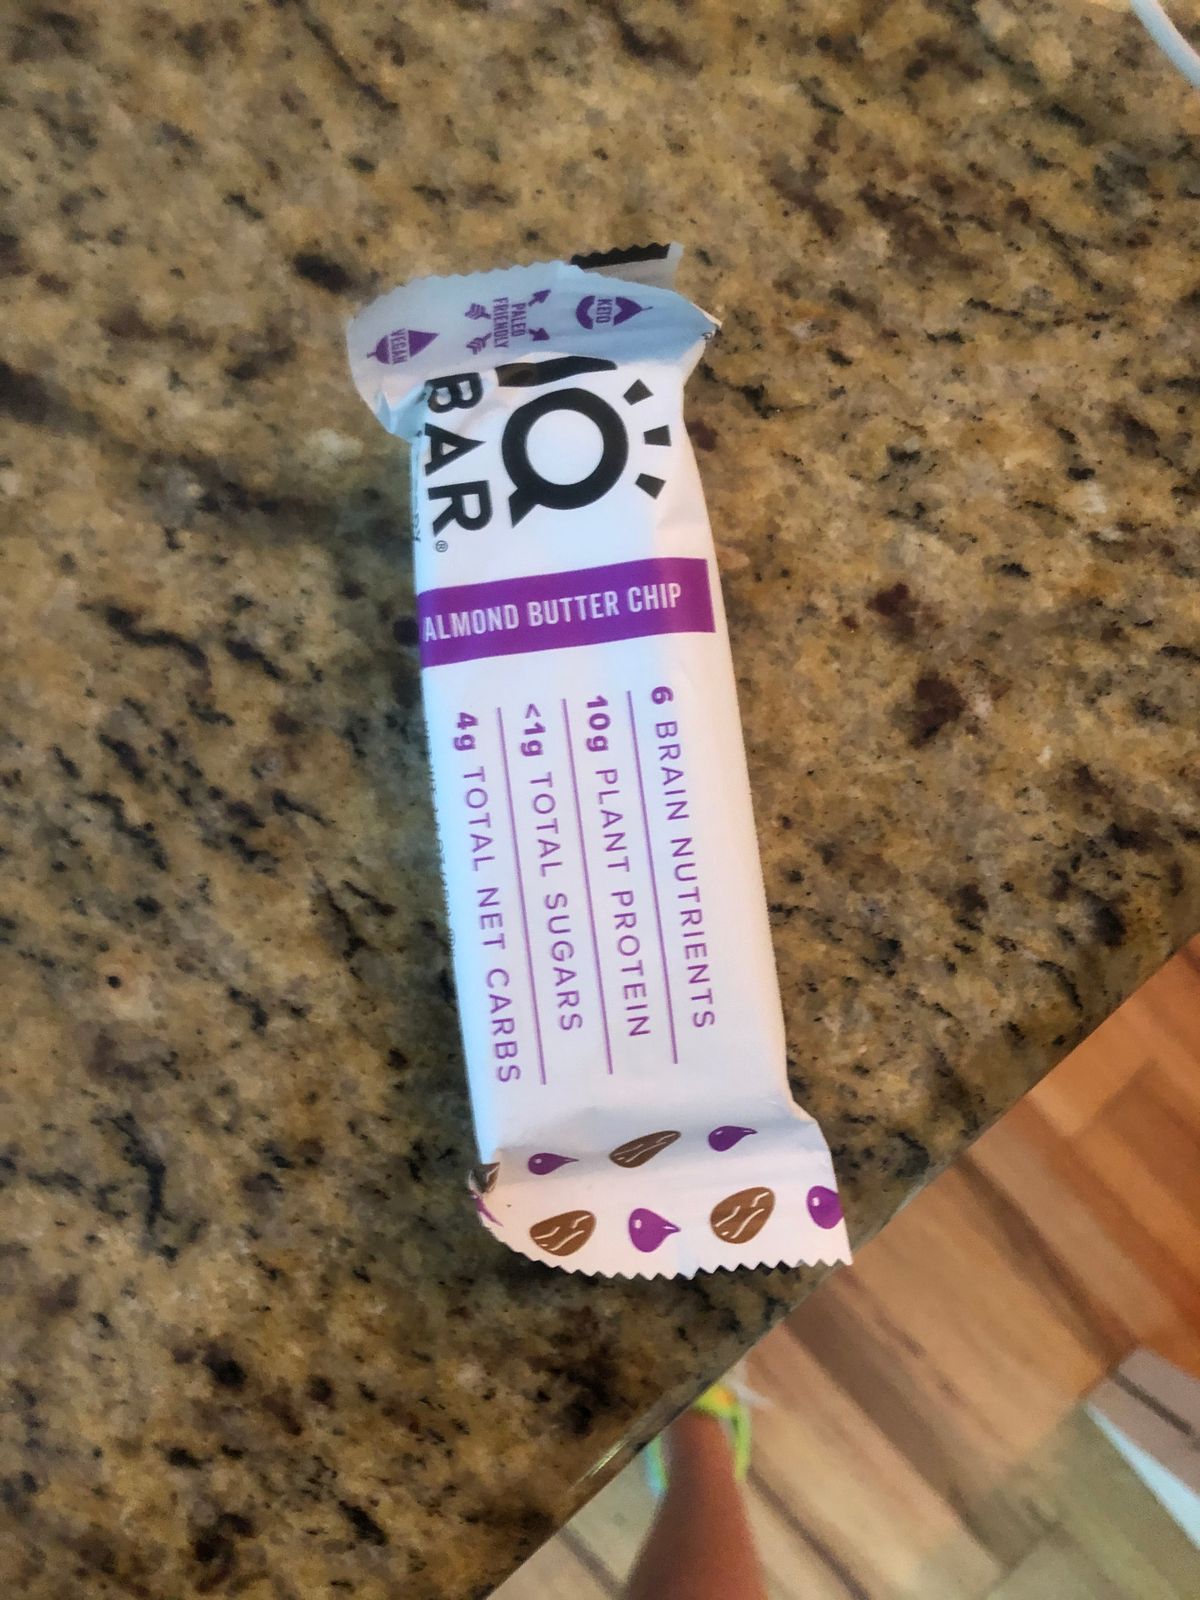 VEGAN
PALEO
FRIENDLY
KETO
IQ
BAR®
ALMOND BUTTER CHIP
6 BRAIN NUTRIENTS
10g PLANT PROTEIN
<1g TOTAL SUGARS
4g TOTAL NET CARBS